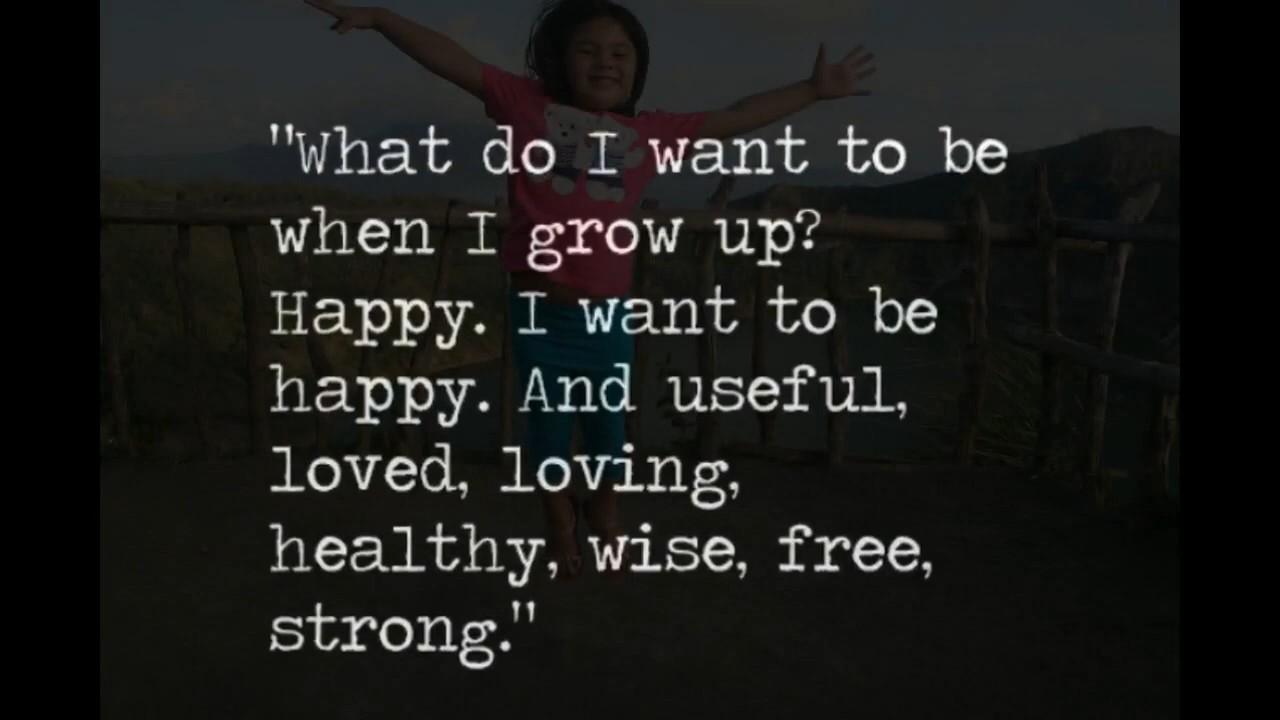 "What do I want to be
when I grow up?
Happy. I want to be
happy. And useful,
loved, loving,
healthy, wise, free,
strong."